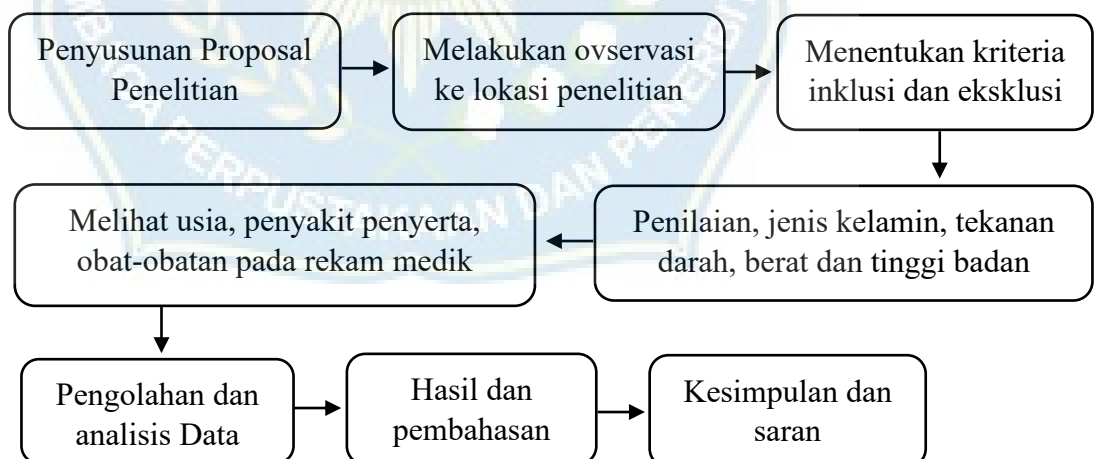 Penyusunan Proposal
Penelitian
Melakukan ovservasi
ke lokasi penelitian
Menentukan kriteria
inklusi dan eksklusi
Penilaian, jenis kelamin, tekanan
darah, berat dan tinggi badan
Melihat usia, penyakit penyerta,
obat-obatan pada rekam medik
Pengolahan dan
analisis Data
Hasil dan
pembahasan
Kesimpulan dan
saran
PERPUSTAKAAN DAN